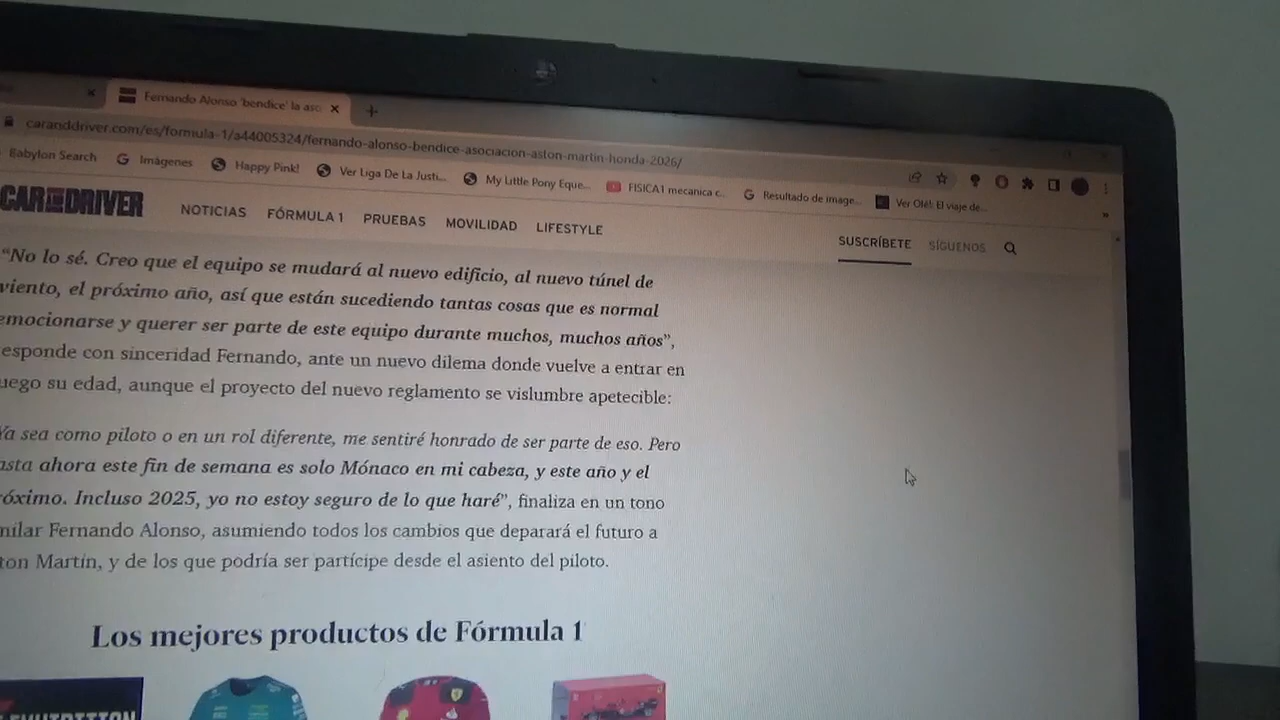 Fernando Alonso 'bendice' la aso
caranddriver.com/es/formula-1/a44005324/fernando-alonso-bendice-asociacion-aston-martin-honda-2026/
Babylon Search Imágenes Happy Pink! Ver Liga De La Justi... My Little Pony Eque... FISICA1 mecanica c... Resultado de image... Ver Olé!: El viaje de...
CAR AND DRIVER NOTICIAS FÓRMULA 1 PRUEBAS MOVILIDAD LIFESTYLE SUSCRÍBETE SÍGUENOS
“No lo sé. Creo que el equipo se mudará al nuevo edificio, al nuevo túnel de
viento, el próximo año, así que están sucediendo tantas cosas que es normal
emocionarse y querer ser parte de este equipo durante muchos, muchos años”,
esponde con sinceridad Fernando, ante un nuevo dilema donde vuelve a entrar en
uego su edad, aunque el proyecto del nuevo reglamento se vislumbre apetecible:
Ya sea como piloto o en un rol diferente, me sentiré honrado de ser parte de eso. Pero
asta ahora este fin de semana es solo Mónaco en mi cabeza, y este año y el
róximo. Incluso 2025, yo no estoy seguro de lo que haré”, finaliza en un tono
milar Fernando Alonso, asumiendo todos los cambios que deparará el futuro a
ton Martin, y de los que podría ser partícipe desde el asiento del piloto.
Los mejores productos de Fórmula 1